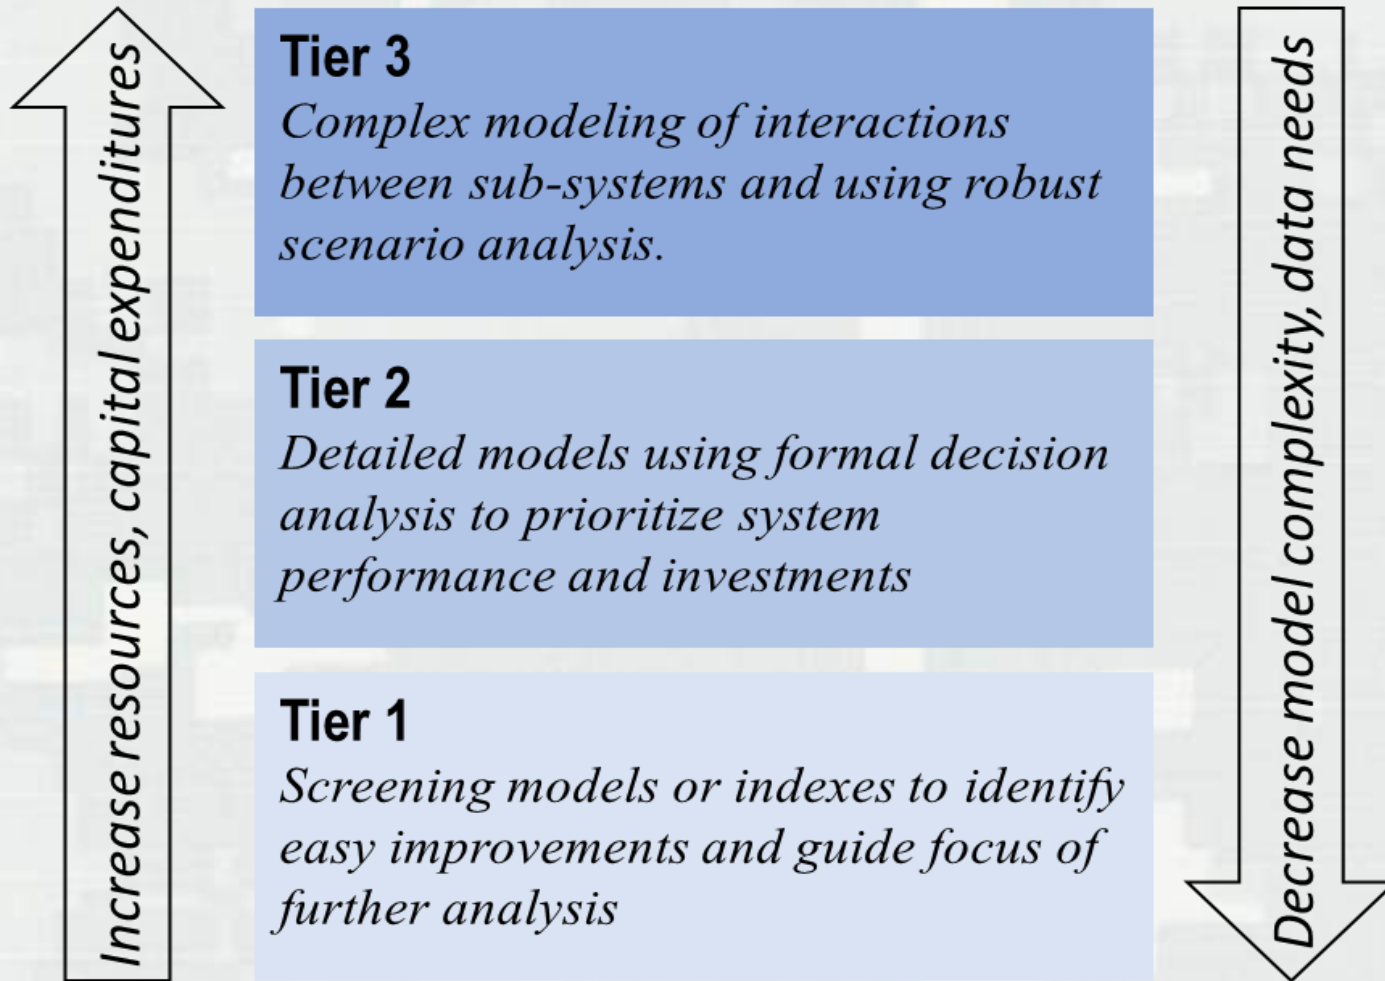 Increase resources, capital expenditures
Tier 3
Complex modeling of interactions
between sub-systems and using robust
scenario analysis.
Tier 2
Detailed models using formal decision
analysis to prioritize system
performance and investments
Tier 1
Screening models or indexes to identify
easy improvements and guide focus of
further analysis
Decrease model complexity, data needs